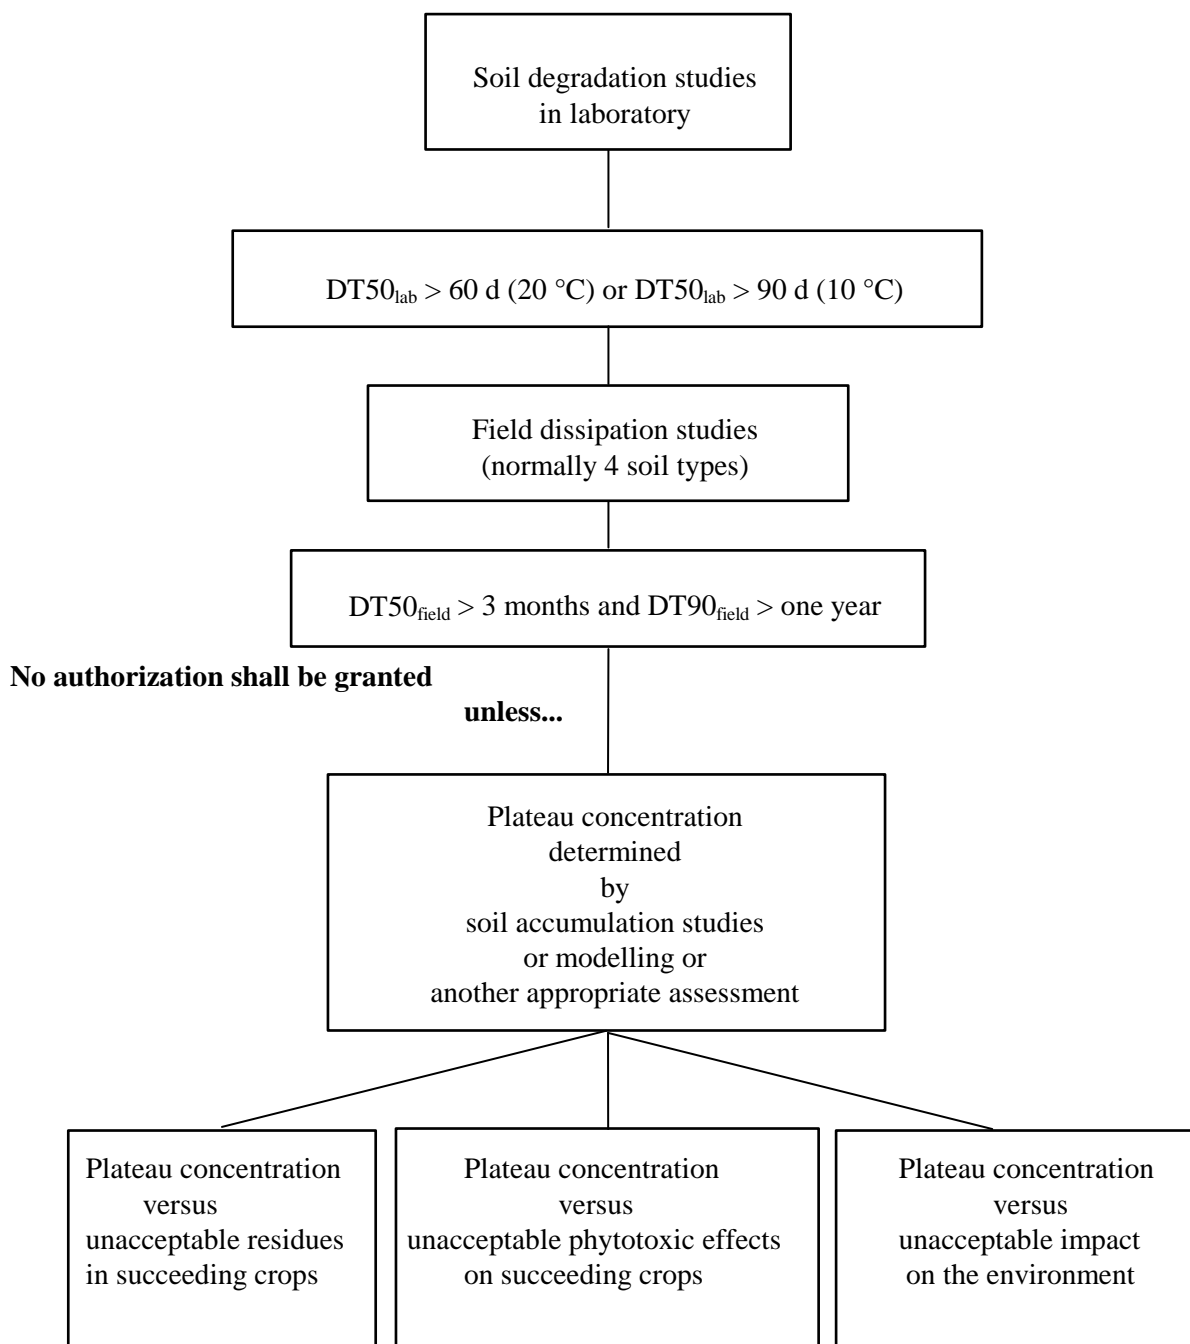 Soil degradation studies
in laboratory
DT50lab > 60 d (20 °C) or DT50lab > 90 d (10 °C)
Field dissipation studies
(normally 4 soil types)
DT50field > 3 months and DT90field > one year
No authorization shall be granted
unless...
Plateau concentration
determined
by
soil accumulation studies
or modelling or
another appropriate assessment
Plateau concentration
versus
unacceptable residues
in succeeding crops
Plateau concentration
versus
unacceptable phytotoxic effects
on succeeding crops
Plateau concentration
versus
unacceptable impact
on the environment